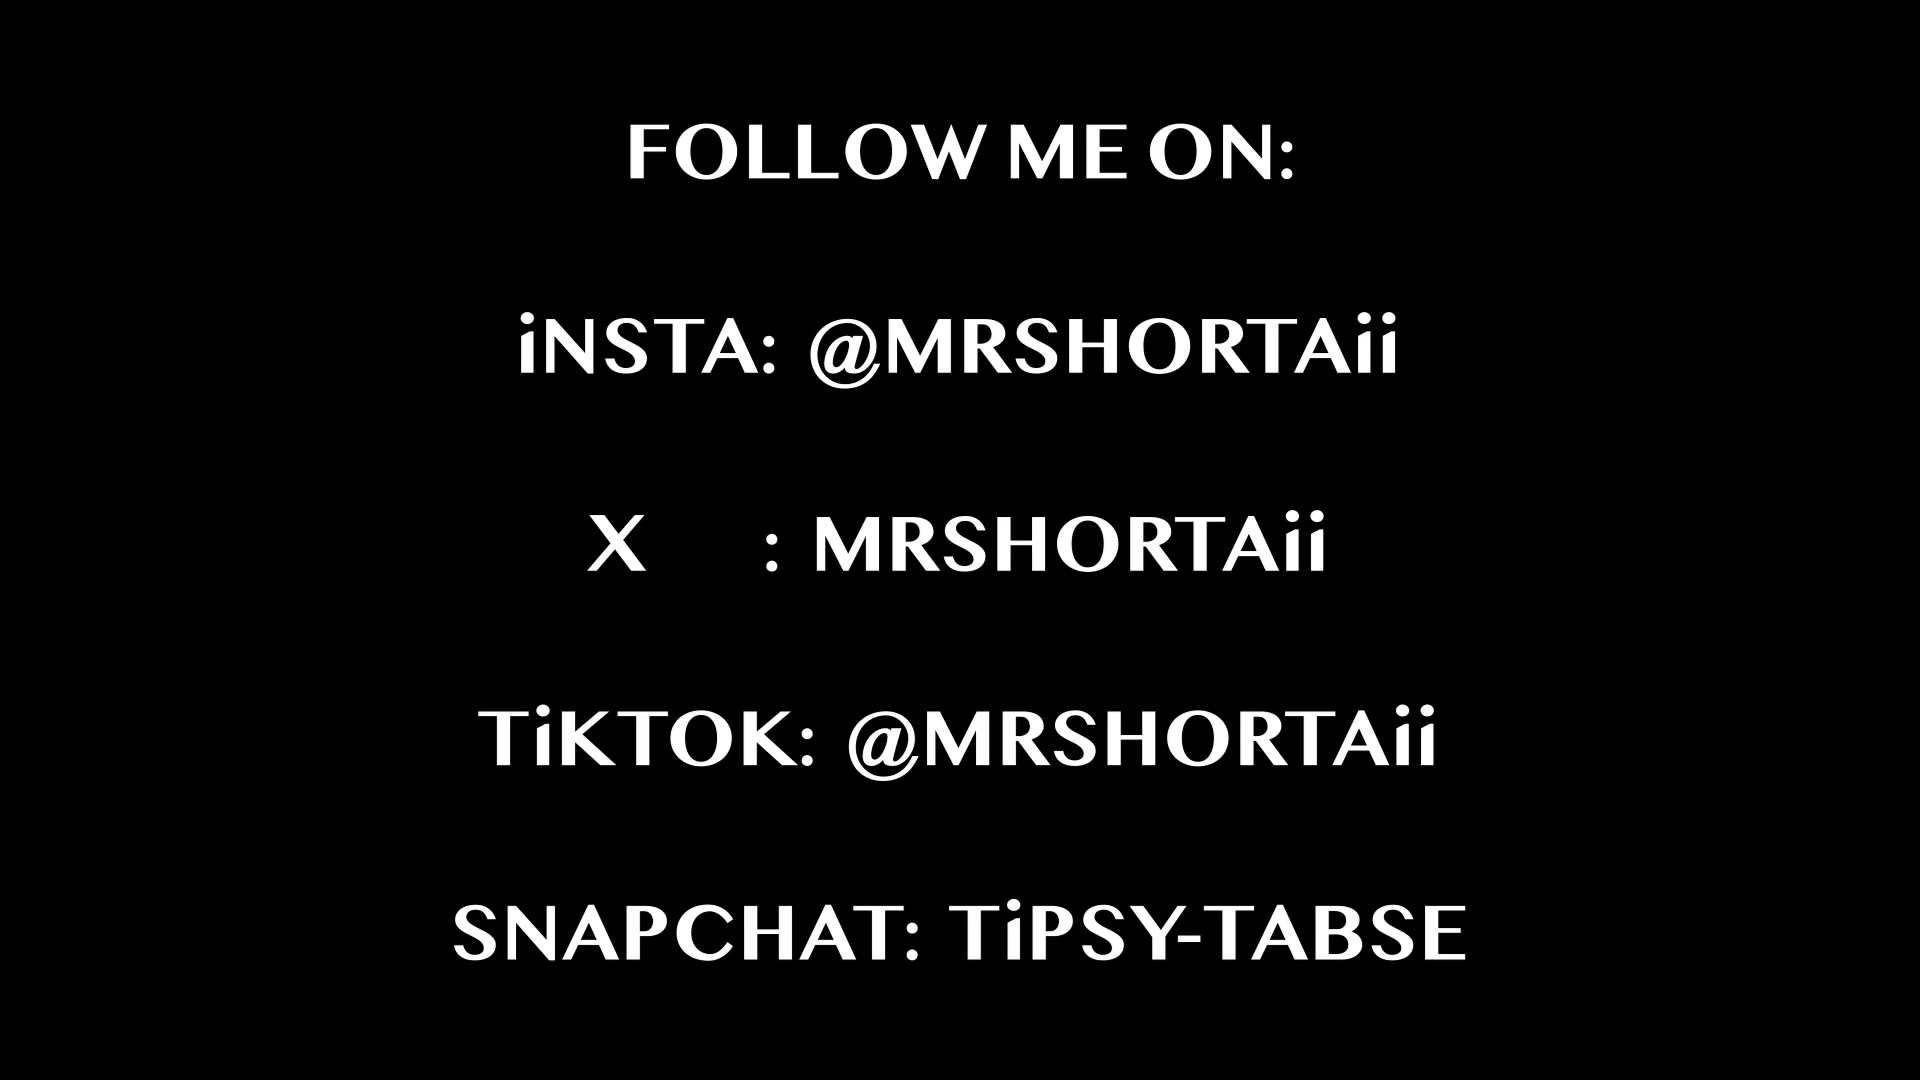 FOLLOW ME ON:
iNSTA: @MRSHORTAii
X : MRSHORTAii
TiKTOK: @MRSHORTAii
SNAPCHAT: TiPSY-TABSE